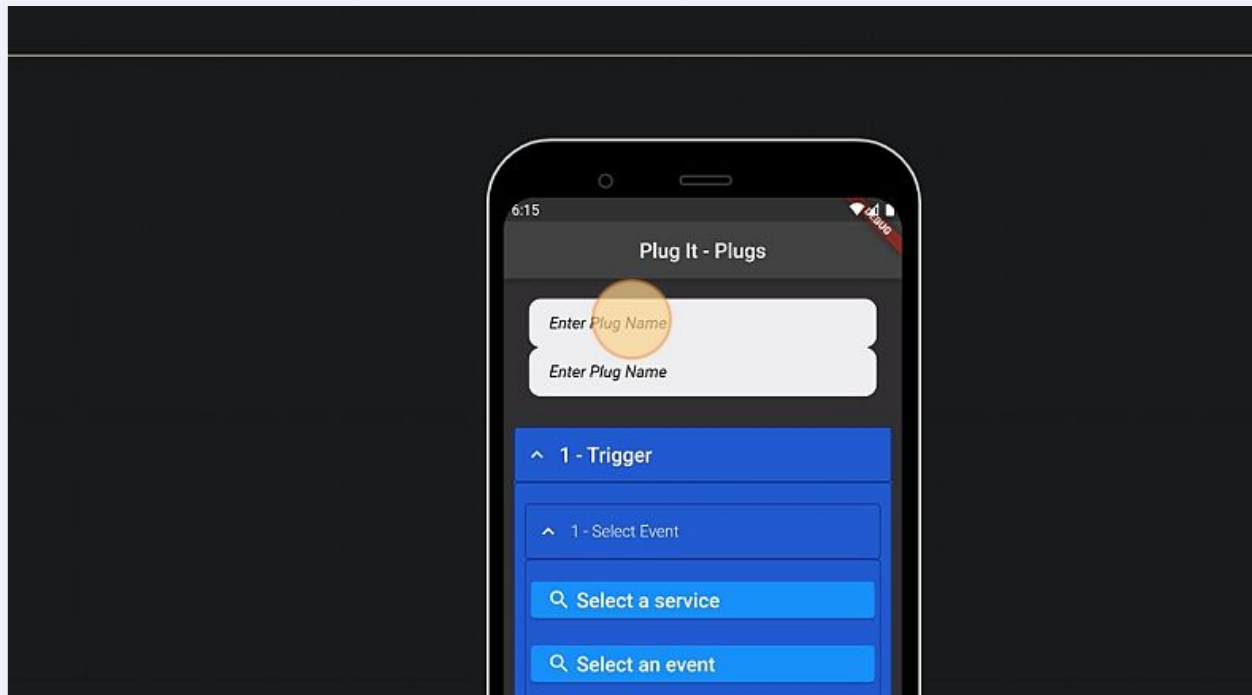 6:15
DEBUG
Plug It - Plugs
Enter Plug Name
Enter Plug Name
1 - Trigger
1 - Select Event
Select a service
Select an event